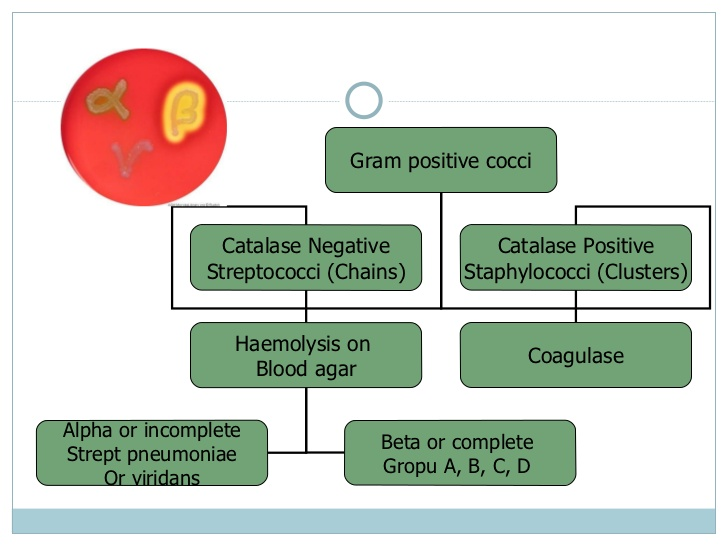 α
β
γ
Gram positive cocci
Catalase Negative
Streptococci (Chains)
Catalase Positive
Staphylococci (Clusters)
Haemolysis on
Blood agar
Coagulase
Alpha or incomplete
Strept pneumoniae
Or viridans
Beta or complete
Gropu A, B, C, D